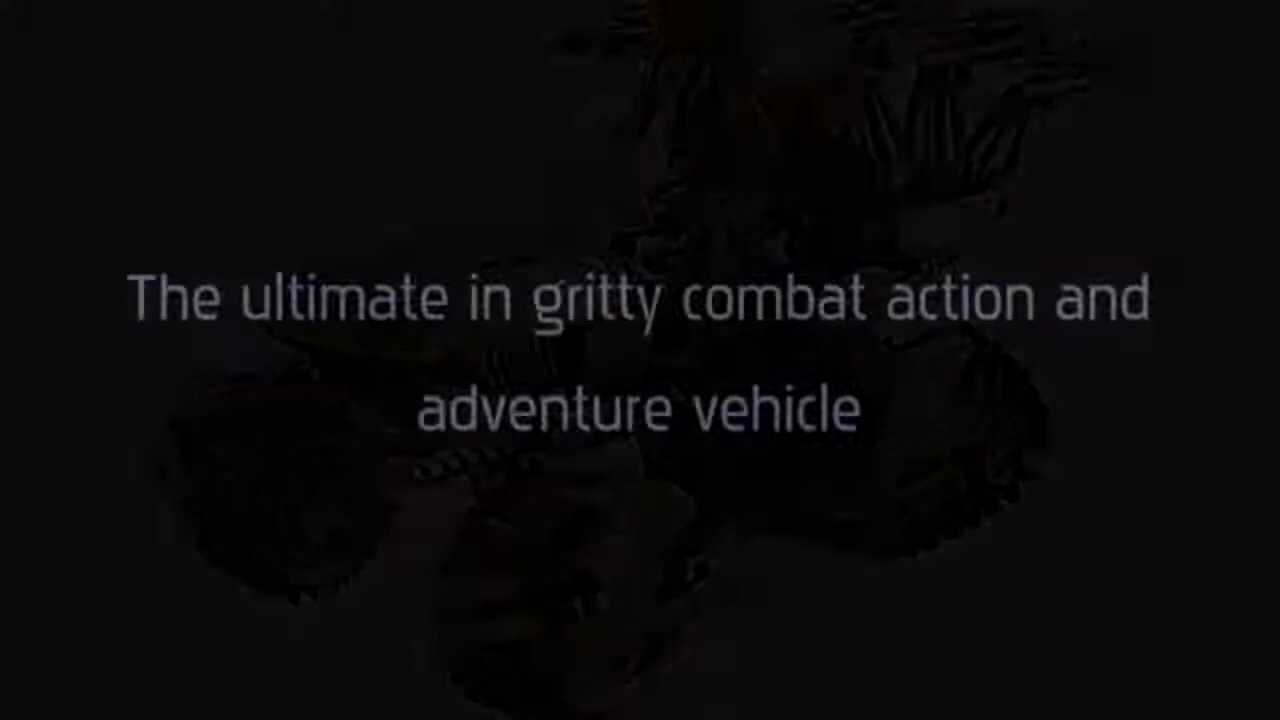 The ultimate in gritty combat action and
adventure vehicle